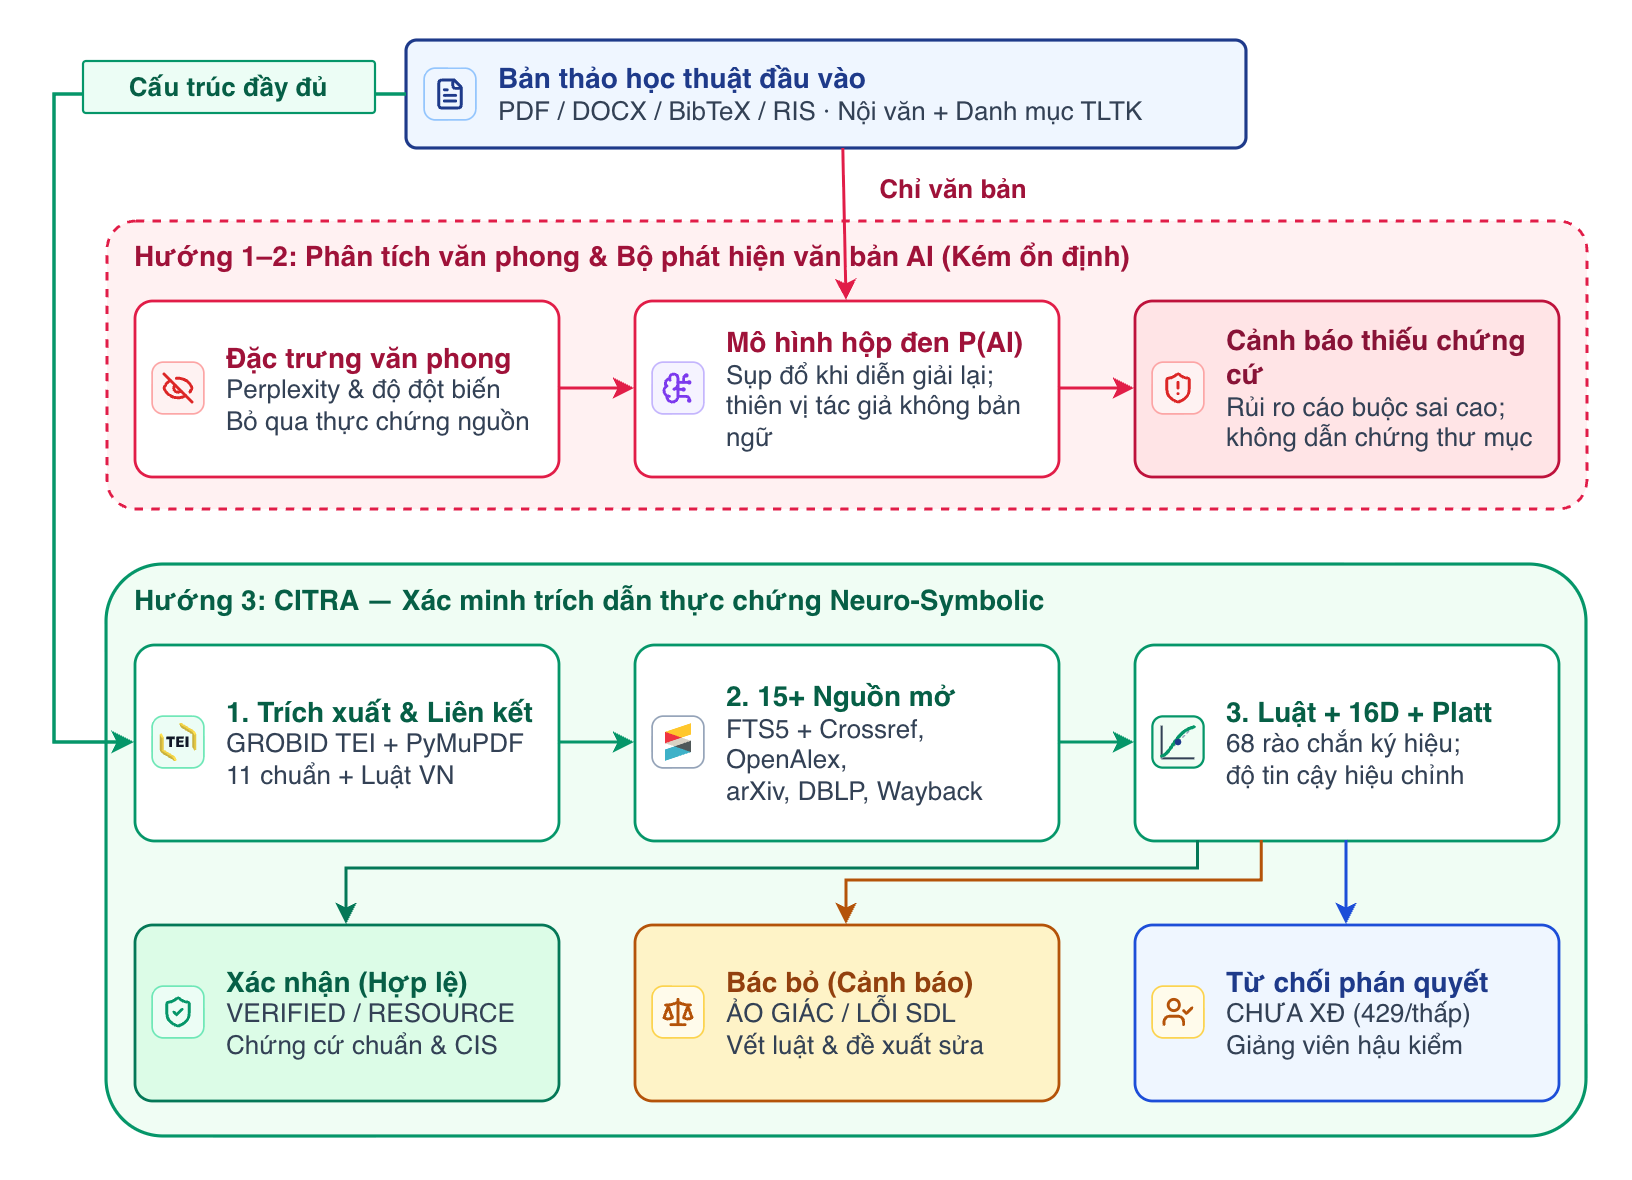 Cấu trúc đầy đủ
Bản thảo học thuật đầu vào
PDF / DOCX / BibTeX / RIS · Nội văn + Danh mục TLTK
Chỉ văn bản
Hướng 1–2: Phân tích văn phong & Bộ phát hiện văn bản AI (Kém ổn định)
Đặc trưng văn phong
Perplexity & độ đột biến
Bỏ qua thực chứng nguồn
Mô hình hộp đen P(AI)
Sụp đổ khi diễn giải lại;
thiên vị tác giả không bản
ngữ
Cảnh báo thiếu chứng
cứ
Rủi ro cáo buộc sai cao;
không dẫn chứng thư mục
Hướng 3: CITRA — Xác minh trích dẫn thực chứng Neuro-Symbolic
TEI
1. Trích xuất & Liên kết
GROBID TEI + PyMuPDF
11 chuẩn + Luật VN
2. 15+ Nguồn mở
FTS5 + Crossref,
OpenAlex,
arXiv, DBLP, Wayback
3. Luật + 16D + Platt
68 rào chắn ký hiệu;
độ tin cậy hiệu chỉnh
Xác nhận (Hợp lệ)
VERIFIED / RESOURCE
Chứng cứ chuẩn & CIS
Bác bỏ (Cảnh báo)
ẢO GIÁC / LỖI SDL
Vết luật & đề xuất sửa
Từ chối phán quyết
CHƯA XĐ (429/thấp)
Giảng viên hậu kiểm